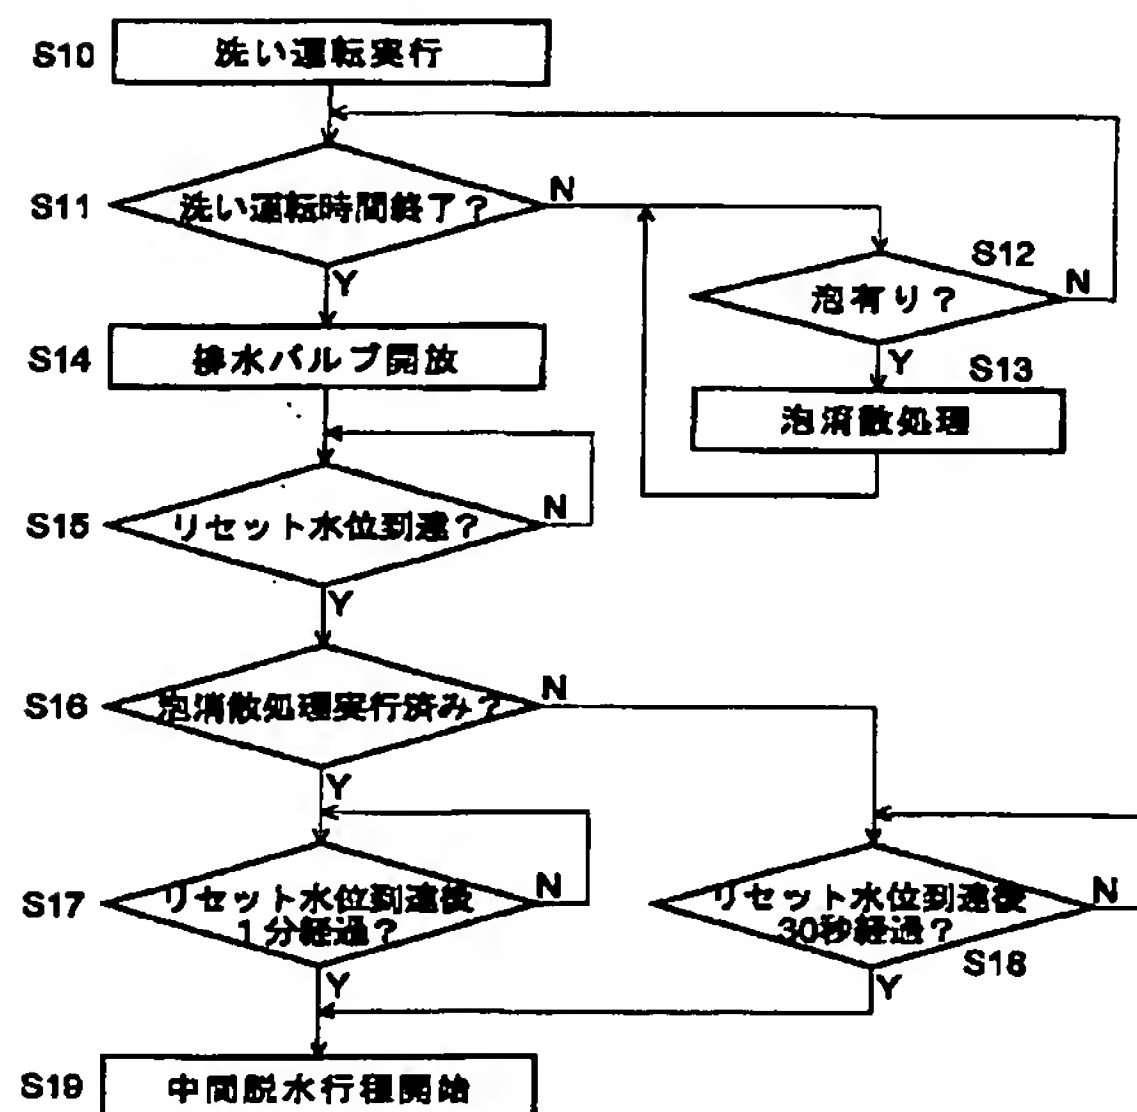 S10
洗い運転実行
S11
洗い運転時間終了?
N
Y
S12
泡有り?
N
Y
S13
泡消散処理
S14
排水バルブ開放
S15
リセット水位到達?
N
Y
S16
泡消散処理実行済み?
N
Y
S17
リセット水位到達後
1分経過?
N
Y
リセット水位到達後
30秒経過?
N
S18
Y
S19
中間脱水行程開始